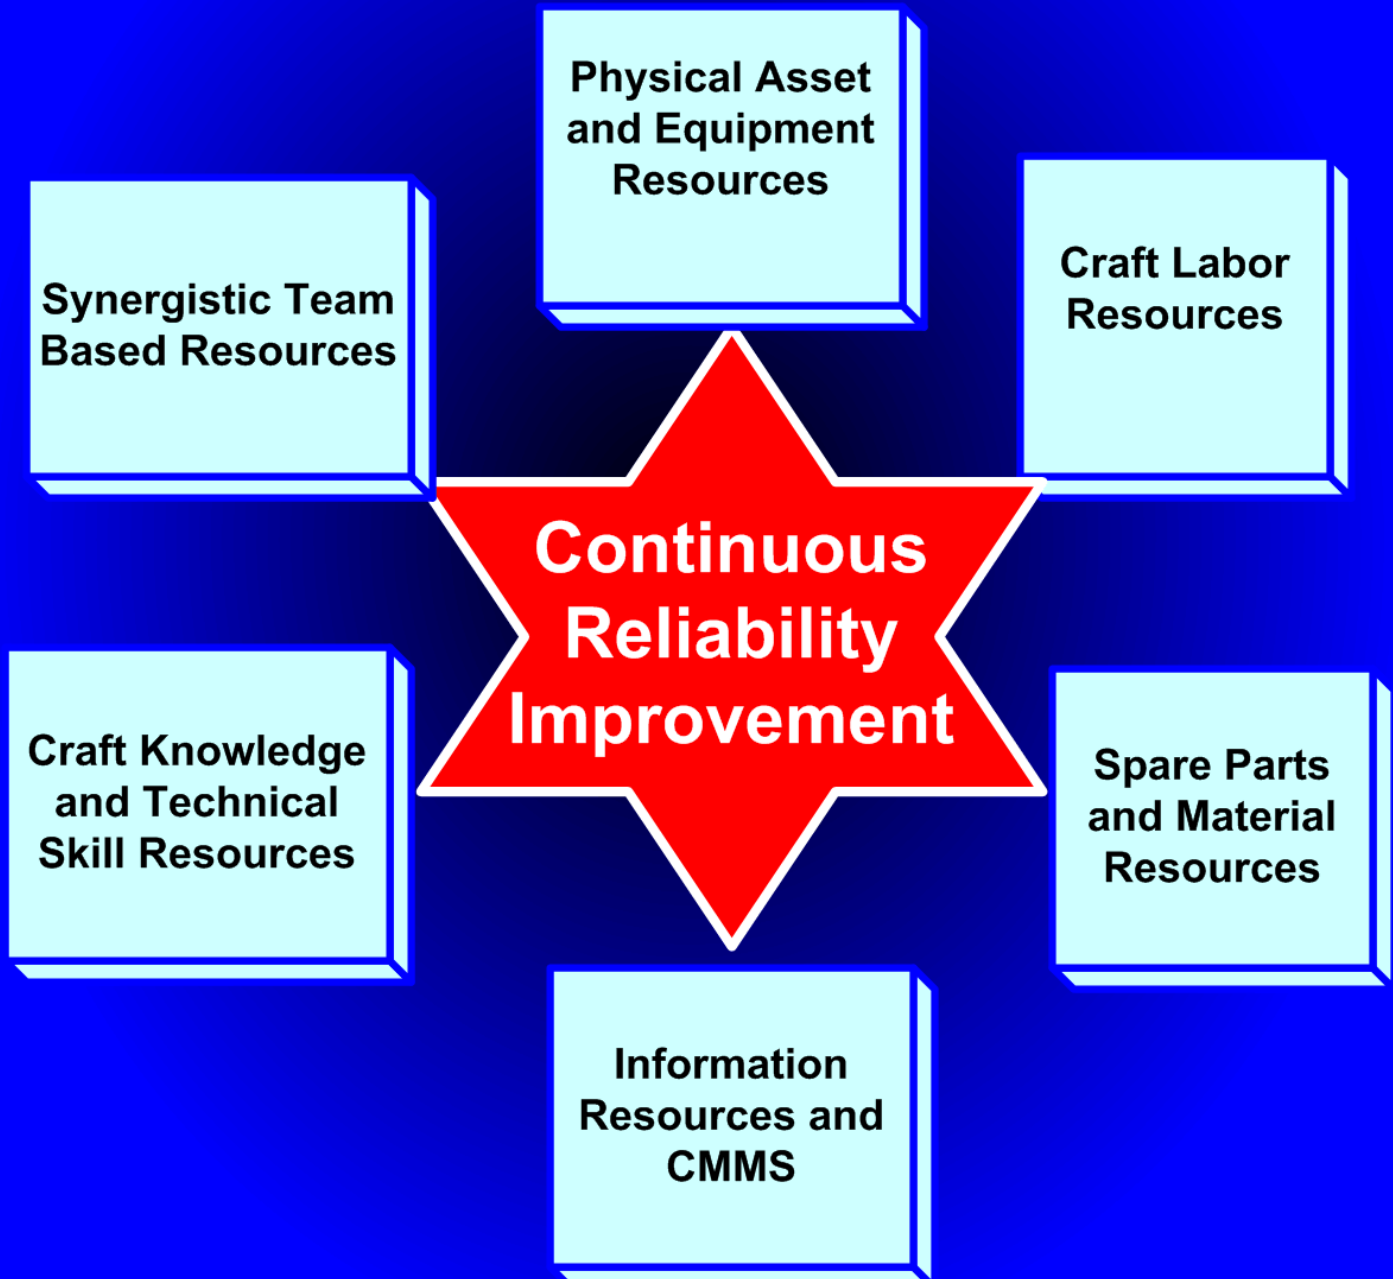 Physical Asset
and Equipment
Resources
Craft Labor
Resources
Synergistic Team
Based Resources
Continuous
Reliability
Improvement
Craft Knowledge
and Technical
Skill Resources
Spare Parts
and Material
Resources
Information
Resources and
CMMS